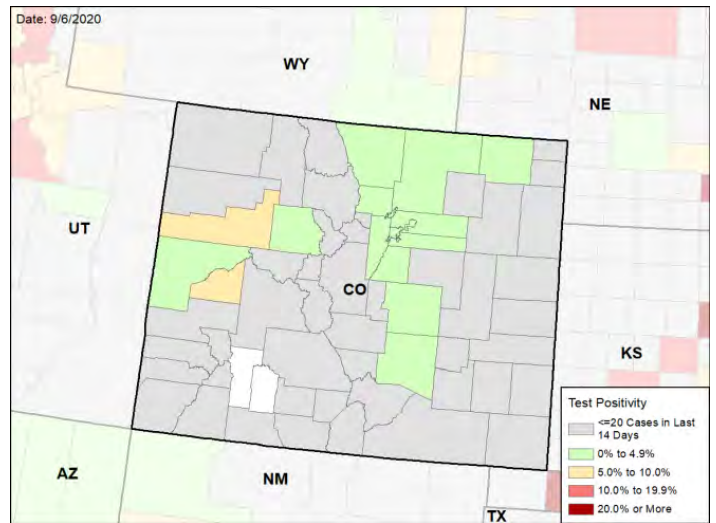 Date: 9/6/2020
WY
NE
UT
CO
KS
Test Positivity
<=20 Cases in Last
14 Days
0% to 4.9%
5.0% to 10.0%
10.0% to 19.9%
20.0% or More
AZ
NM
TX